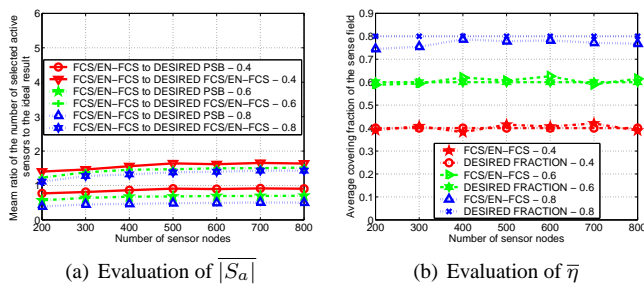 Meam ratio of the number of selected active
sensors to the ideal result
6
5
4
3
2
1
0
FCS/EN−FCS to DESIRED PSB − 0.4
FCS/EN−FCS to DESIRED FCS/EN−FCS − 0.4
FCS/EN−FCS to DESIRED PSB − 0.6
FCS/EN−FCS to DESIRED FCS/EN−FCS − 0.6
FCS/EN−FCS to DESIRED PSB − 0.8
FCS/EN−FCS to DESIRED FCS/EN−FCS − 0.8
200 300 400 500 600 700 800
Number of sensor nodes
(a) Evaluation of |S_a|
Average covering fraction of the sense field
0.9
0.8
0.7
0.6
0.5
0.4
0.3
0.2
0.1
0
FCS/EN−FCS − 0.4
DESIRED FRACTION − 0.4
FCS/EN−FCS − 0.6
DESIRED FRACTION − 0.6
FCS/EN−FCS − 0.8
DESIRED FRACTION − 0.8
200 300 400 500 600 700 800
Number of sensor nodes
(b) Evaluation of η̅